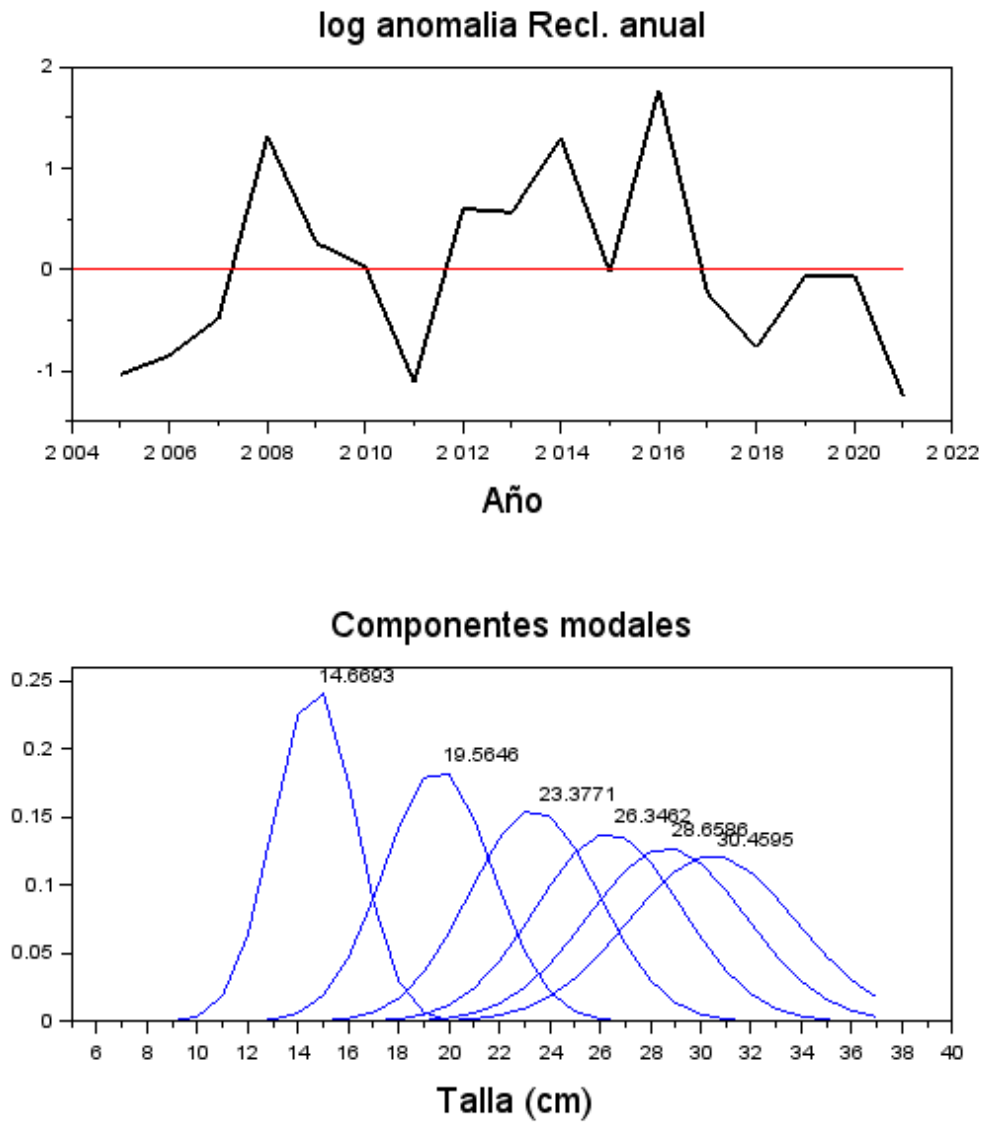 log anomalia Recl. anual
2
1
0
-1
2 004 2 006 2 008 2 010 2 012 2 014 2 016 2 018 2 020 2 022
Año
Componentes modales
0.25
14.6693
0.2
19.5646
0.15
23.3771
26.3462
28.6586
30.4595
0.1
0.05
0
6 8 10 12 14 16 18 20 22 24 26 28 30 32 34 36 38 40
Talla (cm)